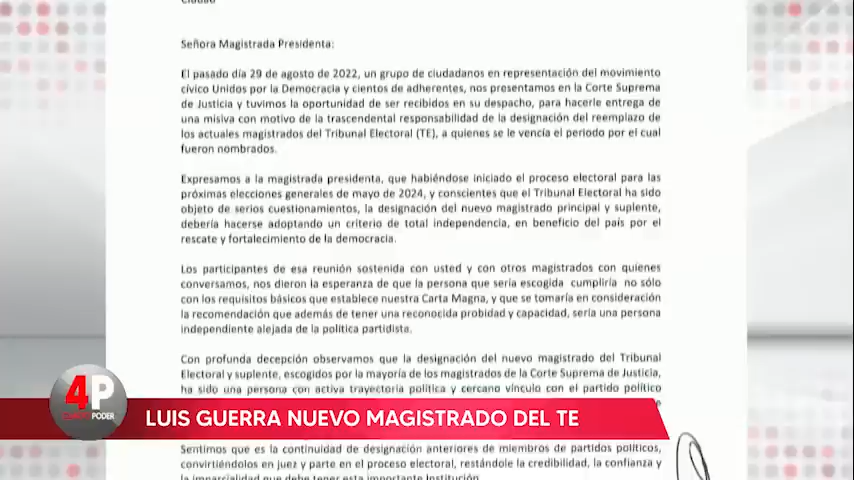 Ciudad
Señora Magistrada Presidenta:
El pasado día 29 de agosto de 2022, un grupo de ciudadanos en representación del movimiento
cívico Unidos por la Democracia y cientos de adherentes, nos presentamos en la Corte Suprema
de Justicia y tuvimos la oportunidad de ser recibidos en su despacho, para hacerle entrega de
una misiva con motivo de la trascendental responsabilidad de la designación del reemplazo de
los actuales magistrados del Tribunal Electoral (TE), a quienes se le vencía el periodo por el cual
fueron nombrados.
Expresamos a la magistrada presidenta, que habiéndose iniciado el proceso electoral para las
próximas elecciones generales de mayo de 2024, y conscientes que el Tribunal Electoral ha sido
objeto de serios cuestionamientos, la designación del nuevo magistrado principal y suplente,
debería hacerse adoptando un criterio de total independencia, en beneficio del país por el
rescate y fortalecimiento de la democracia.
Los participantes de esa reunión sostenida con usted y con otros magistrados con quienes
conversamos, nos dieron la esperanza de que la persona que sería escogida cumpliría no sólo
con los requisitos básicos que establece nuestra Carta Magna, y que se tomaría en consideración
la recomendación que además de tener una reconocida probidad y capacidad, sería una persona
independiente alejada de la política partidista.
Con profunda decepción observamos que la designación del nuevo magistrado del Tribunal
Electoral y suplente, escogidos por la mayoría de los magistrados de la Corte Suprema de Justicia,
ha sido una persona con activa trayectoria política y cercano vínculo con el partido político
4P
PODER
LUIS GUERRA NUEVO MAGISTRADO DEL TE
Sentimos que es la continuidad de designación anteriores de miembros de partidos políticos,
convirtiéndolos en juez y parte en el proceso electoral, restándole la credibilidad, la confianza y
la imparcialidad que debe tener esta importante Institución.